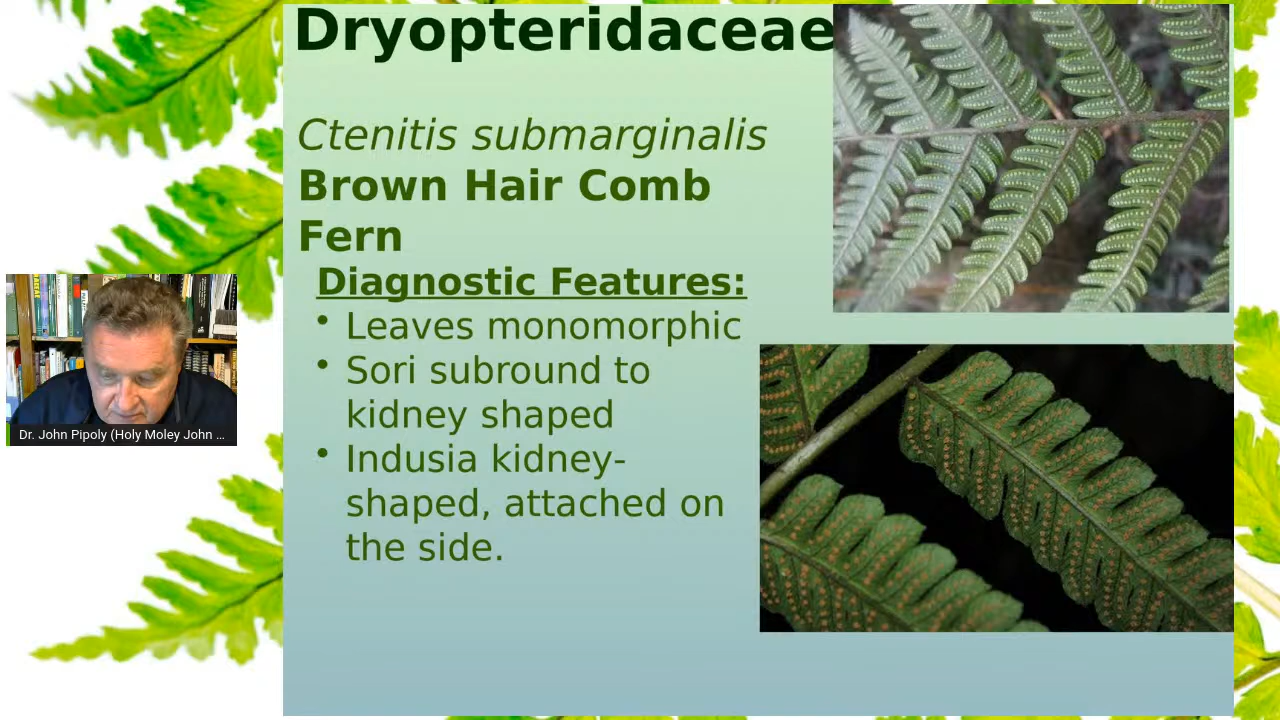 Dryopteridaceae
Ctenitis submarginalis
Brown Hair Comb
Fern
Diagnostic Features:
• Leaves monomorphic
• Sori subround to
kidney shaped
• Indusia kidney-
shaped, attached on
the side.
Dr. John Pipoly (Holy Moley John ...